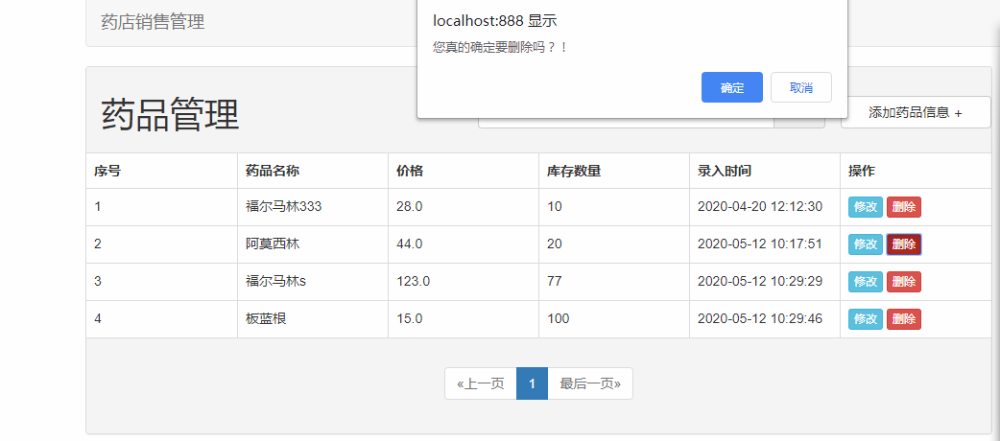 药店销售管理
localhost:888 显示
您真的确定要删除吗？！
确定 取消
药品管理
添加药品信息 +
序号 药品名称 价格 库存数量 录入时间 操作
1 福尔马林333 28.0 10 2020-04-20 12:12:30 修改 删除
2 阿莫西林 44.0 20 2020-05-12 10:17:51 修改 删除
3 福尔马林s 123.0 77 2020-05-12 10:29:29 修改 删除
4 板蓝根 15.0 100 2020-05-12 10:29:46 修改 删除
«上一页 1 最后一页»